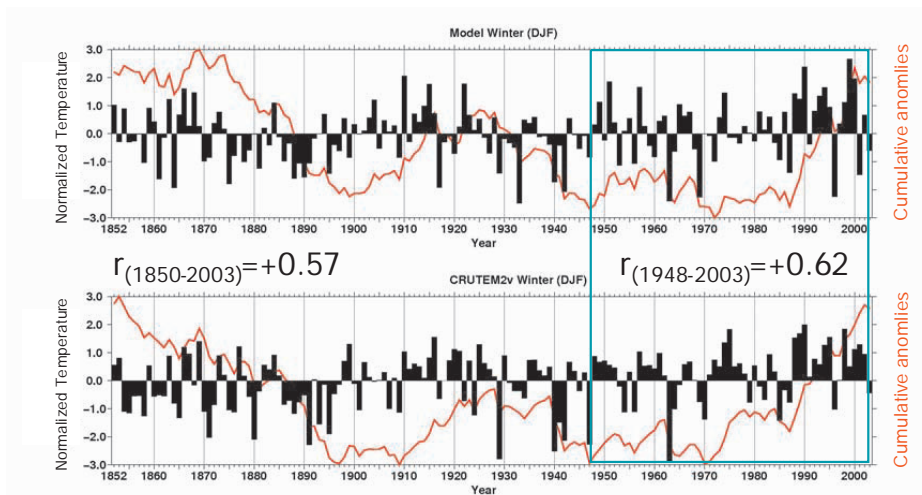 Model Winter (DJF)
Normalized Temperature
3.0
2.0
1.0
0.0
-1.0
-2.0
-3.0
Cumulative anomlies
1852 1860 1870 1880 1890 1900 1910 1920 1930 1940 1950 1960 1970 1980 1990 2000
Year
r(1850-2003)=+0.57
r(1948-2003)=+0.62
CRUTEM2v Winter (DJF)
Normalized Temperature
3.0
2.0
1.0
0.0
-1.0
-2.0
-3.0
Cumulative anomlies
1852 1860 1870 1880 1890 1900 1910 1920 1930 1940 1950 1960 1970 1980 1990 2000
Year